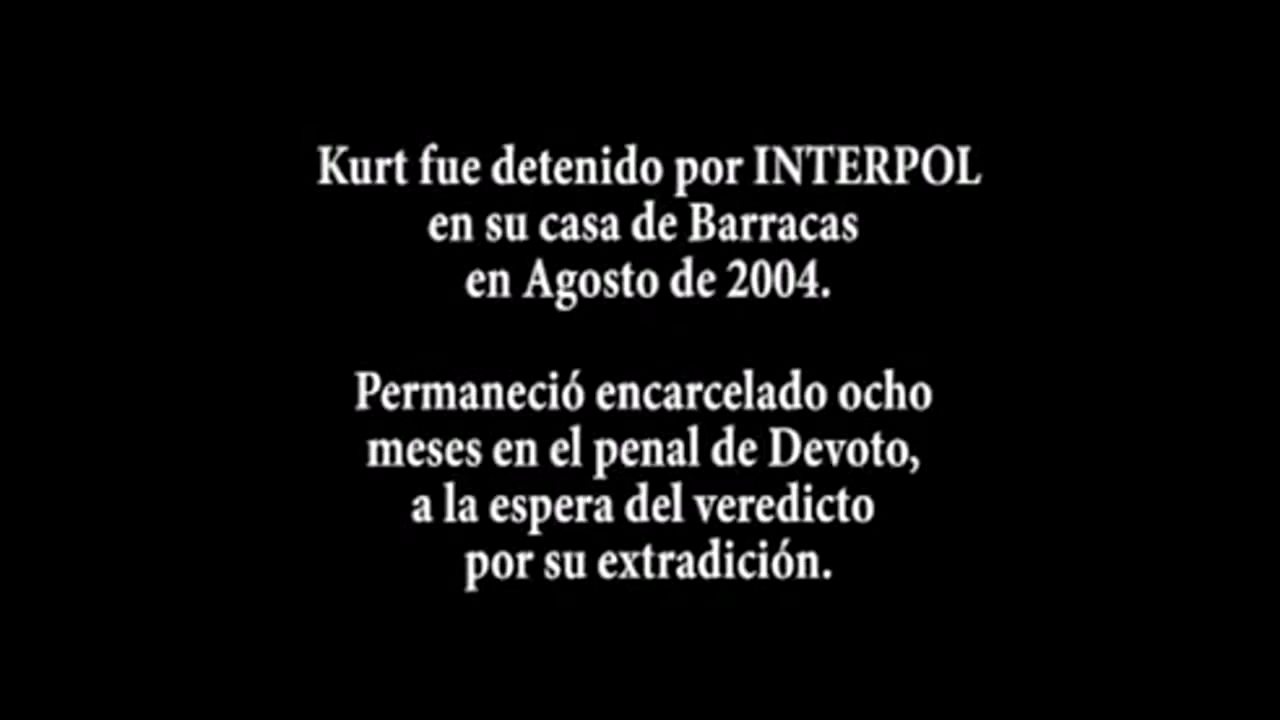 Kurt fue detenido por INTERPOL
en su casa de Barracas
en Agosto de 2004.
Permaneció encarcelado ocho
meses en el penal de Devoto,
a la espera del veredicto
por su extradición.